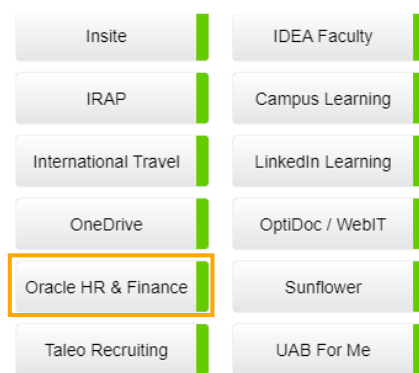 Insite
IDEA Faculty
IRAP
Campus Learning
International Travel
LinkedIn Learning
OneDrive
OptiDoc / WebIT
Oracle HR & Finance
Sunflower
Taleo Recruiting
UAB For Me